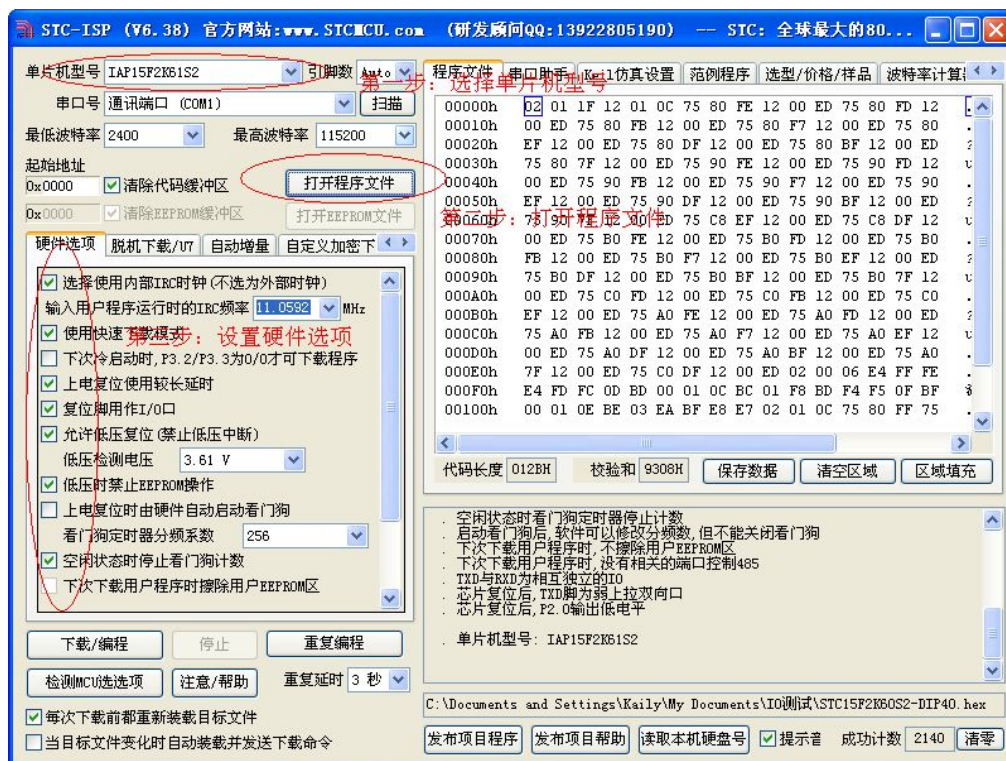 STC-ISP (V6.38) 官方网站:www.STCMCU.com (研发顾问QQ:13922805190) -- STC: 全球最大的80...
单片机型号 IAP15F2K61S2 引脚数 Auto
第一步: 选择单片机型号
串口号 通讯端口 (COM1) 扫描
最低波特率 2400 最高波特率 115200
起始地址
0x0000 清除代码缓冲区 打开程序文件
0x0000 清除EEPROM缓冲区 打开EEPROM文件
第二步: 打开程序文件
硬件选项 脱机下载/U7 自动增量 自定义加密下
选择使用内部IRC时钟(不选为外部时钟)
输入用户程序运行时的IRC频率 11.0592 MHz
使用快速下载模式
第三步: 设置硬件选项
下次冷启动时,P3.2/P3.3为0/0才可下载程序
上电复位使用较长延时
复位脚用作I/O口
允许低压复位(禁止低压中断)
低压检测电压 3.61 V
低压时禁止EEPROM操作
上电复位时由硬件自动启动看门狗
看门狗定时器分频系数 256
空闲状态时停止看门狗计数
下次下载用户程序时擦除用户EEPROM区
下载/编程 停止 重复编程
检测MCU选选项 注意/帮助 重复延时 3 秒
每次下载前都重新装载目标文件
当目标文件变化时自动装载并发送下载命令
程序文件 串口助手 Keil仿真设置 范例程序 选型/价格/样品 波特率计算
00000h 02 01 1F 12 01 0C 75 80 FE 12 00 ED 75 80 FD 12
00010h 00 ED 75 80 FB 12 00 ED 75 80 F7 12 00 ED 75 80
00020h EF 12 00 ED 75 80 DF 12 00 ED 75 80 BF 12 00 ED
00030h 75 80 7F 12 00 ED 75 90 FE 12 00 ED 75 90 FD 12
00040h 00 ED 75 90 FB 12 00 ED 75 90 F7 12 00 ED 75 90
00050h EF 12 00 ED 75 90 DF 12 00 ED 75 90 BF 12 00 ED
00060h 75 90 7F 12 00 ED 75 C8 EF 12 00 ED 75 C8 DF 12
00070h 00 ED 75 B0 FE 12 00 ED 75 B0 FD 12 00 ED 75 B0
00080h FB 12 00 ED 75 B0 F7 12 00 ED 75 B0 EF 12 00 ED
00090h 75 B0 DF 12 00 ED 75 B0 BF 12 00 ED 75 B0 7F 12
000A0h 00 ED 75 C0 FD 12 00 ED 75 C0 FB 12 00 ED 75 C0
000B0h EF 12 00 ED 75 A0 FE 12 00 ED 75 A0 FD 12 00 ED
000C0h 75 A0 FB 12 00 ED 75 A0 F7 12 00 ED 75 A0 EF 12
000D0h 00 ED 75 A0 DF 12 00 ED 75 A0 BF 12 00 ED 75 A0
000E0h 7F 12 00 ED 75 C0 DF 12 00 ED 02 00 06 E4 FF FE
000F0h E4 FD FC 0D BD 00 01 0C BC 01 F8 BD F4 F5 0F BF
00100h 00 01 0E BE 03 EA BF E8 E7 02 01 0C 75 80 FF 75
代码长度 012BH 校验和 9308H 保存数据 清空区域 区域填充
. 空闲状态时看门狗定时器停止计数
. 启动看门狗后,软件可以修改分频数,但不能关闭看门狗
. 下次下载用户程序时,不擦除用户EEPROM区
. 下次下载用户程序时,没有相关的端口控制485
. TXD与RXD为相互独立的IO
. 芯片复位后,TXD脚为弱上拉双向口
. 芯片复位后,P2.0输出低电平
. 单片机型号: IAP15F2K61S2
C:\Documents and Settings\Kaily\My Documents\IO测试\STC15F2K60S2-DIP40.hex
发布项目程序 发布项目帮助 读取本机硬盘号 提示音 成功计数 2140 清零